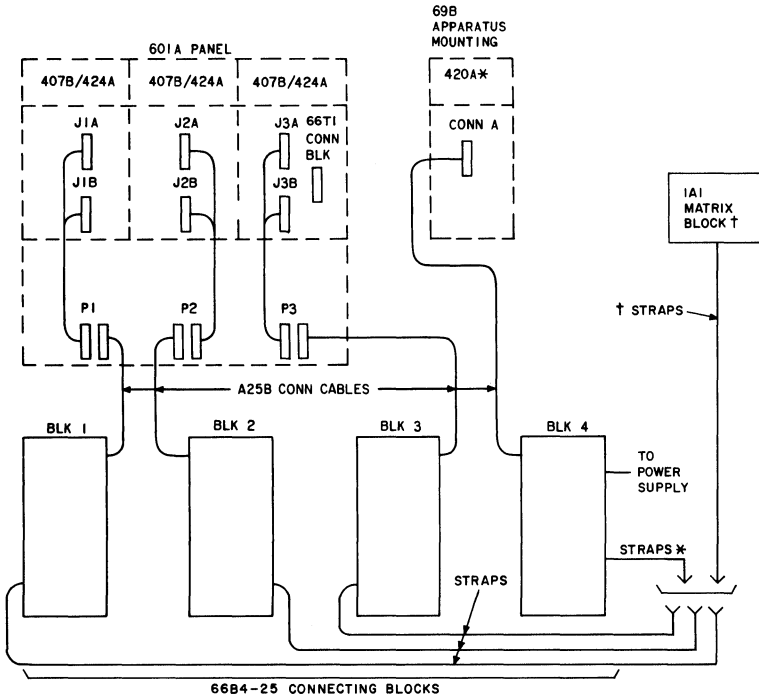 69B
APPARATUS
MOUNTING
601A PANEL
407B/424A
407B/424A
407B/424A
420A*
J1A
J2A
J3A
66T1
CONN
BLK
CONN A
J1B
J2B
J3B
1A1
MATRIX
BLOCK †
P1
P2
P3
† STRAPS
A25B CONN CABLES
BLK 1
BLK 2
BLK 3
BLK 4
TO
POWER
SUPPLY
STRAPS*
STRAPS
66B4-25 CONNECTING BLOCKS